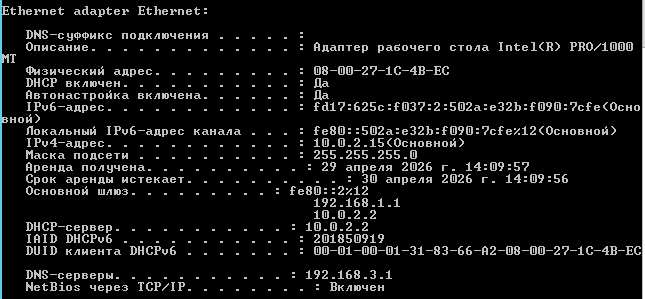 Ethernet adapter Ethernet:
DNS-суффикс подключения . . . . . :
Описание. . . . . . . . . . . . . : Адаптер рабочего стола Intel(R) PRO/1000
MT
Физический адрес. . . . . . . . . : 08-00-27-1C-4B-EC
DHCP включен. . . . . . . . . . . : Да
Автонастройка включена. . . . . . : Да
IPv6-адрес. . . . . . . . . . . . : fd17:625c:f037:2:502a:e32b:f090:7cfe(Осно
вной)
Локальный IPv6-адрес канала . . . : fe80::502a:e32b:f090:7cfe%12(Основной)
IPv4-адрес. . . . . . . . . . . . : 10.0.2.15(Основной)
Маска подсети . . . . . . . . . . : 255.255.255.0
Аренда получена. . . . . . . . . . : 29 апреля 2026 г. 14:09:57
Срок аренды истекает. . . . . . . . . . : 30 апреля 2026 г. 14:09:56
Основной шлюз. . . . . . . . . : fe80::2%12
192.168.1.1
10.0.2.2
DHCP-сервер. . . . . . . . . . . : 10.0.2.2
IAID DHCPv6 . . . . . . . . . . . : 201850919
DUID клиента DHCPv6 . . . . . . . : 00-01-00-01-31-83-66-A2-08-00-27-1C-4B-EC
DNS-серверы. . . . . . . . . . . : 192.168.3.1
NetBios через TCP/IP. . . . . . . . : Включен